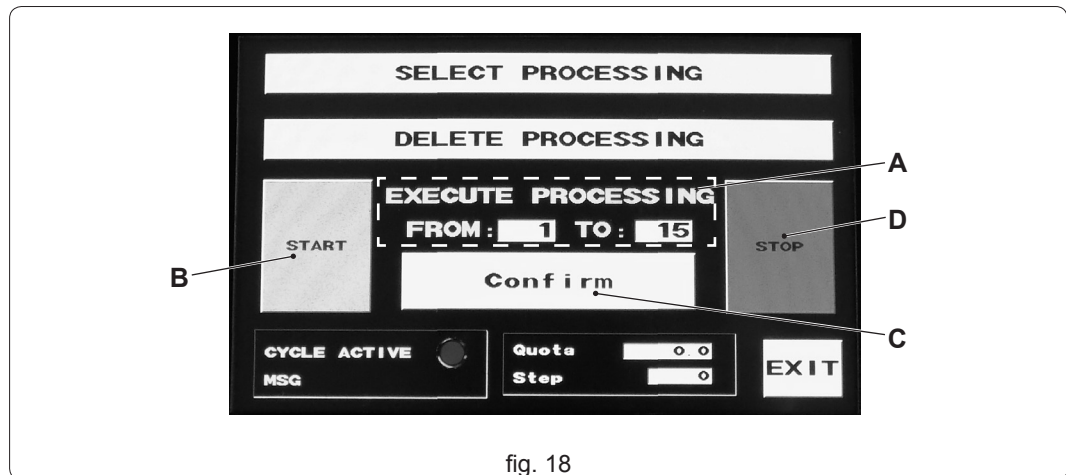 SELECT PROCESSING
DELETE PROCESSING
A
EXECUTE PROCESSING
FROM: 1 TO: 15
START
STOP
D
B
Confirm
C
CYCLE ACTIVE
MSG
Quota 0.0
Step 0
EXIT
fig. 18